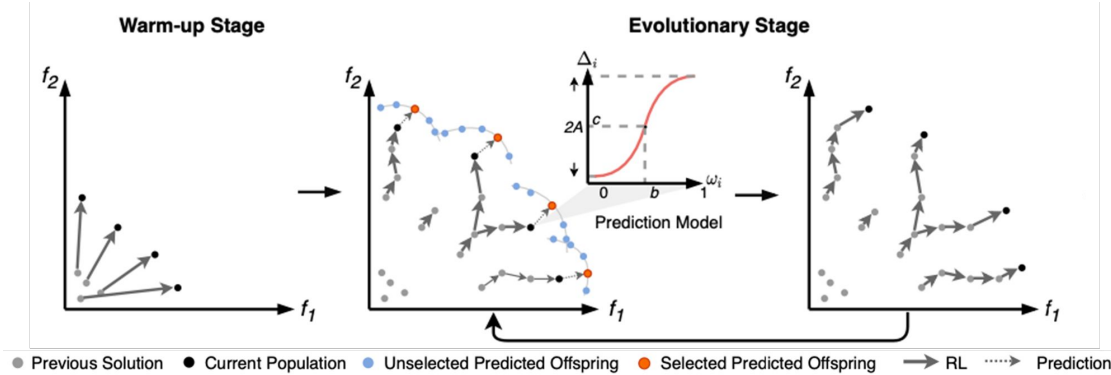 Warm-up Stage
Evolutionary Stage
f2
f1
f2
f1
Δi
2A
c
0
b
1
ωi
Prediction Model
f2
f1
Previous Solution
Current Population
Unselected Predicted Offspring
Selected Predicted Offspring
RL
Prediction